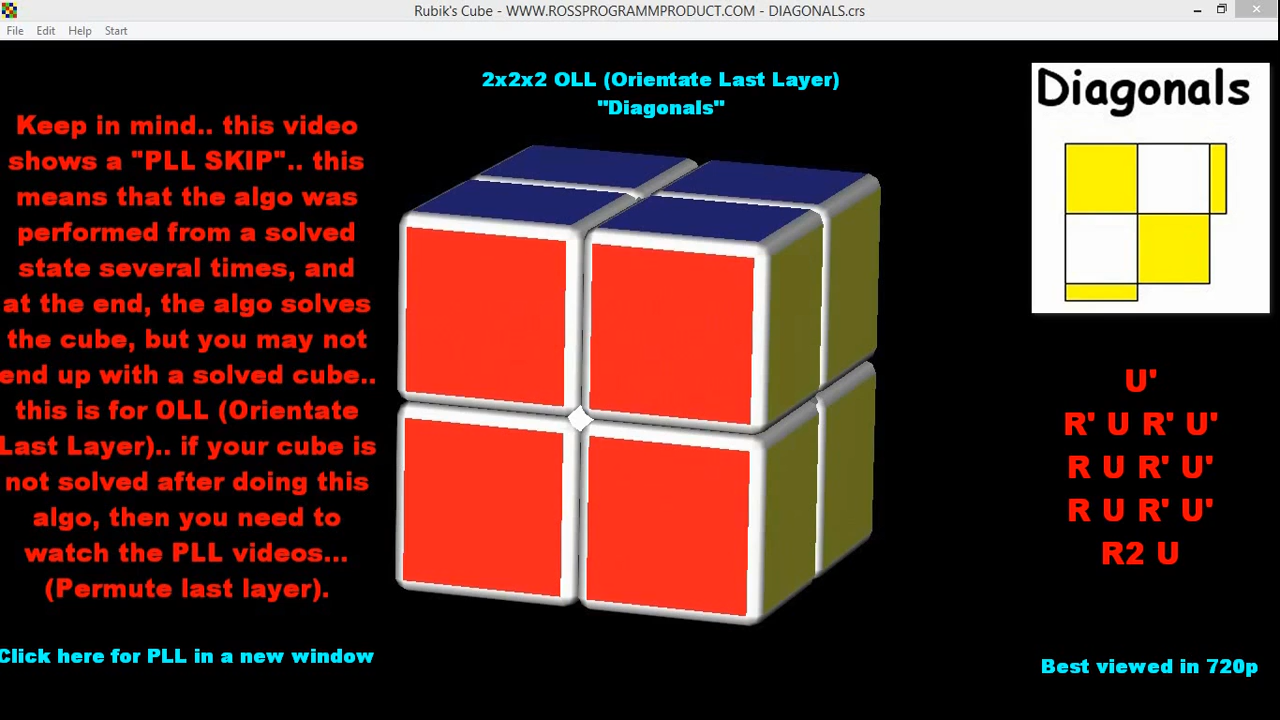 Rubik's Cube - WWW.ROSSPROGRAMMPRODUCT.COM - DIAGONALS.crs
File Edit Help Start
2x2x2 OLL (Orientate Last Layer)
"Diagonals"
Keep in mind.. this video
shows a "PLL SKIP".. this
means that the algo was
performed from a solved
state several times, and
at the end, the algo solves
the cube, but you may not
end up with a solved cube..
this is for OLL (Orientate
Last Layer).. if your cube is
not solved after doing this
algo, then you need to
watch the PLL videos...
(Permute last layer).
Click here for PLL in a new window
Diagonals
U'
R' U R' U'
R U R' U'
R U R' U'
R2 U
Best viewed in 720p